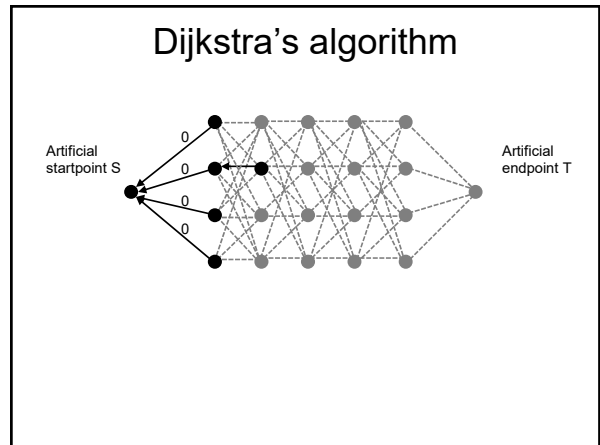 Dijkstra's algorithm
0
Artificial
startpoint S
0
0
0
Artificial
endpoint T